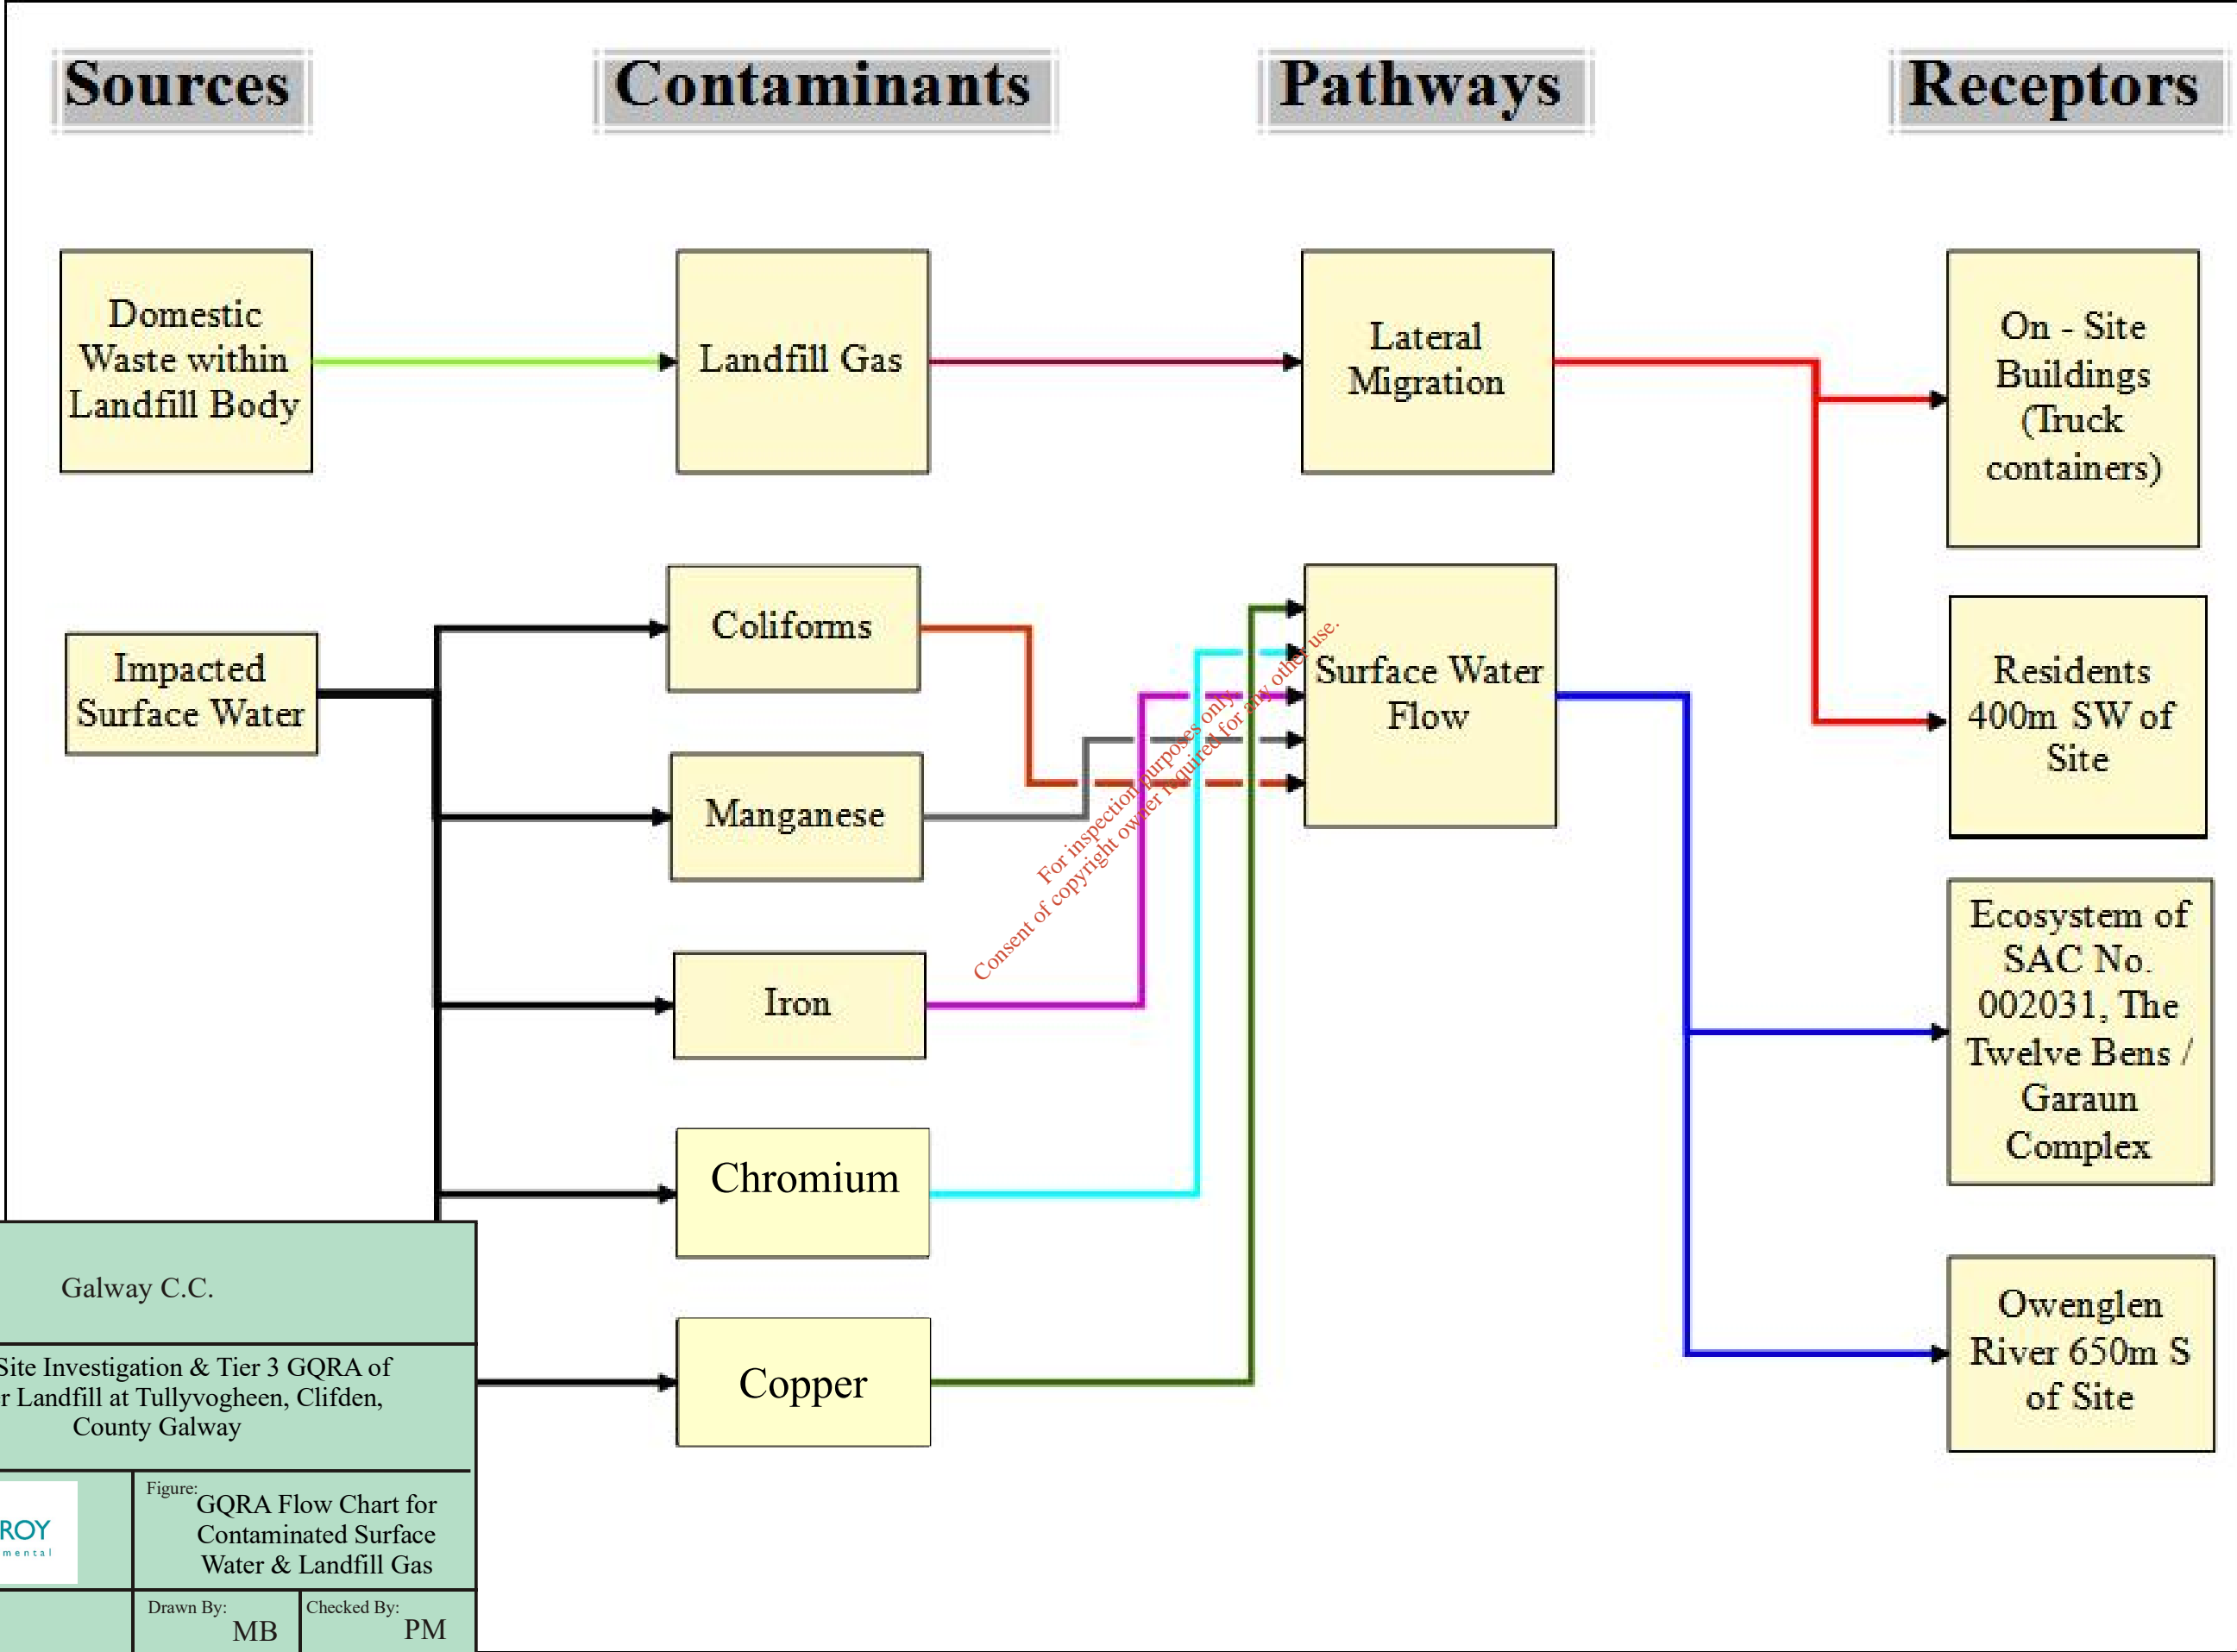 Sources
Contaminants
Pathways
Receptors
Domestic
Waste within
Landfill Body
Landfill Gas
Lateral
Migration
On - Site
Buildings
(Truck
containers)
Impacted
Surface Water
Coliforms
Manganese
Iron
Chromium
Copper
Surface Water
Flow
Residents
400m SW of
Site
Ecosystem of
SAC No.
002031, The
Twelve Bens /
Garaun
Complex
Owenglen
River 650m S
of Site
For inspection purposes only.
Consent of copyright owner required for any other use.
Galway C.C.
Site Investigation & Tier 3 GQRA of
r Landfill at Tullyvogheen, Clifden,
County Galway
ROY
mental
Figure:
GQRA Flow Chart for
Contaminated Surface
Water & Landfill Gas
Drawn By:
MB
Checked By:
PM